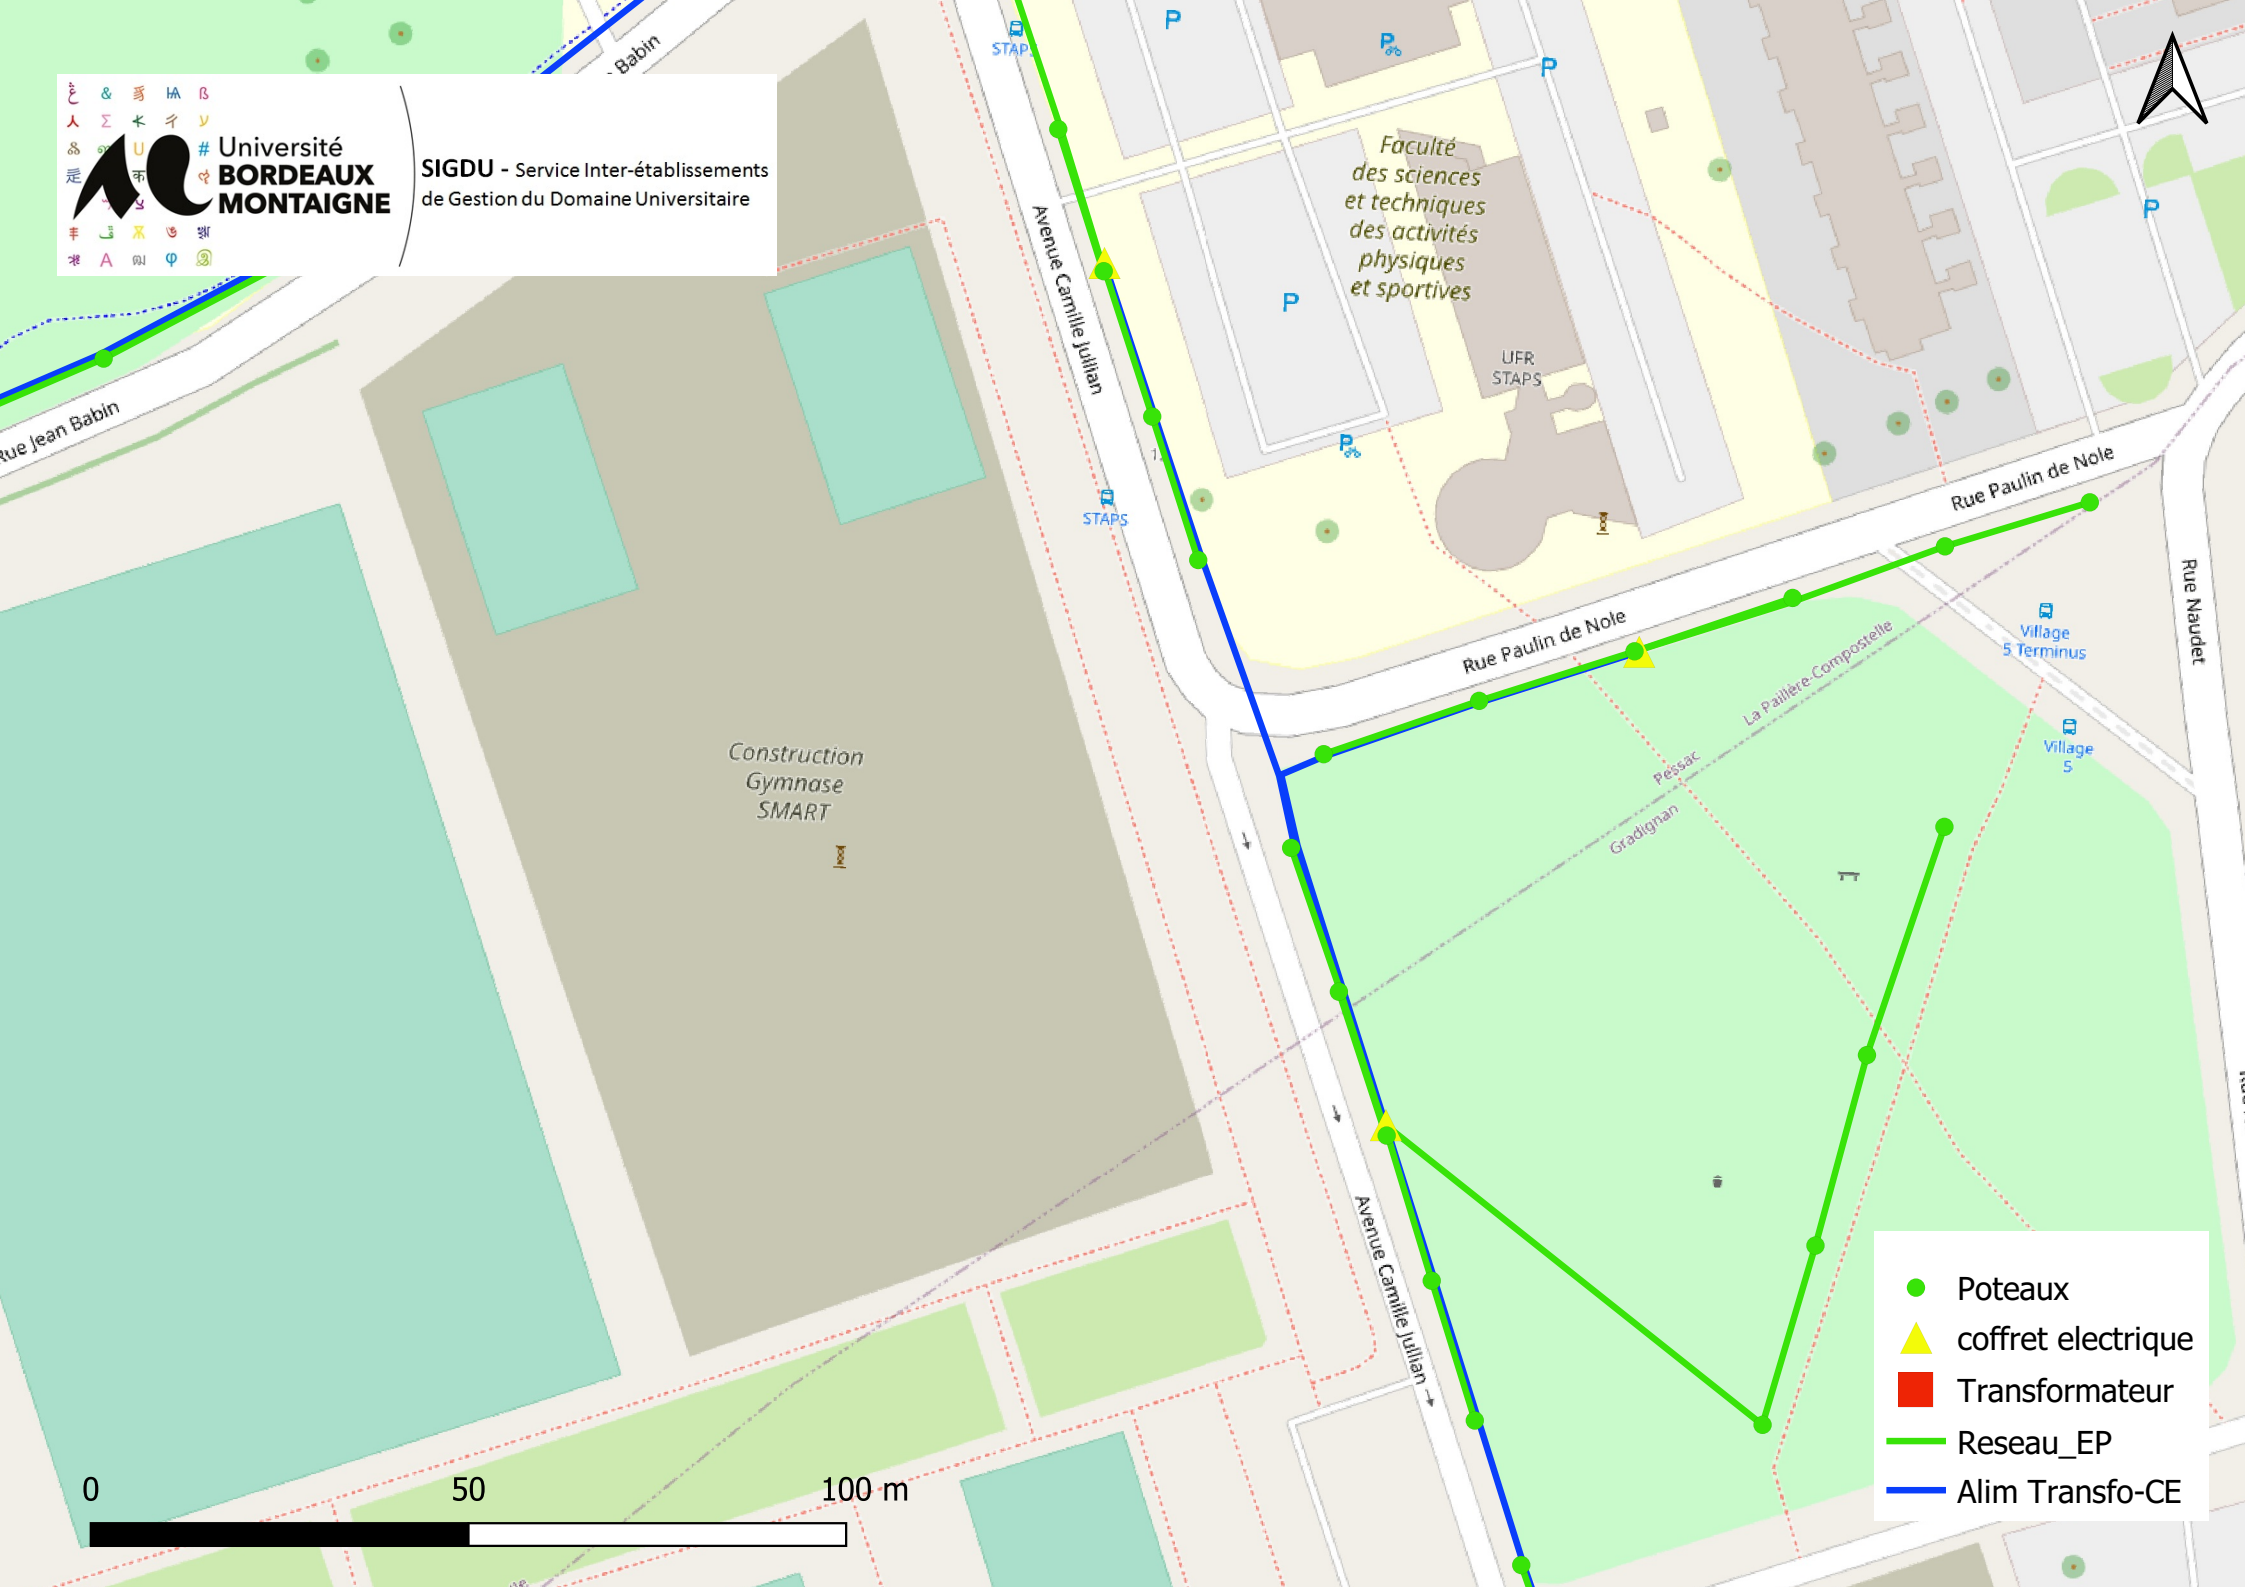 Université
BORDEAUX
MONTAIGNE
SIGDU - Service Inter-établissements
de Gestion du Domaine Universitaire
Babin
Rue Jean Babin
STAPS
P
P
P
P
P
P
P
Avenue Camille Jullian
Faculté
des sciences
et techniques
des activités
physiques
et sportives
UFR
STAPS
STAPS
Rue Paulin de Nole
Rue Paulin de Nole
Rue Naudet
Village
5 Terminus
Village
5
La Paillère-Compostelle
Pessac
Gradignan
Construction
Gymnase
SMART
Avenue Camille Jullian
0 50 100 m
Poteaux
coffret electrique
Transformateur
Reseau_EP
Alim Transfo-CE